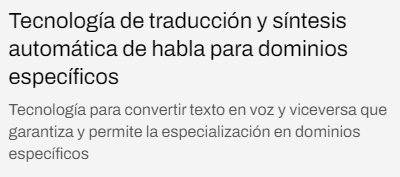 Tecnología de traducción y síntesis
automática de habla para dominios
específicos
Tecnología para convertir texto en voz y viceversa que
garantiza y permite la especialización en dominios
específicos